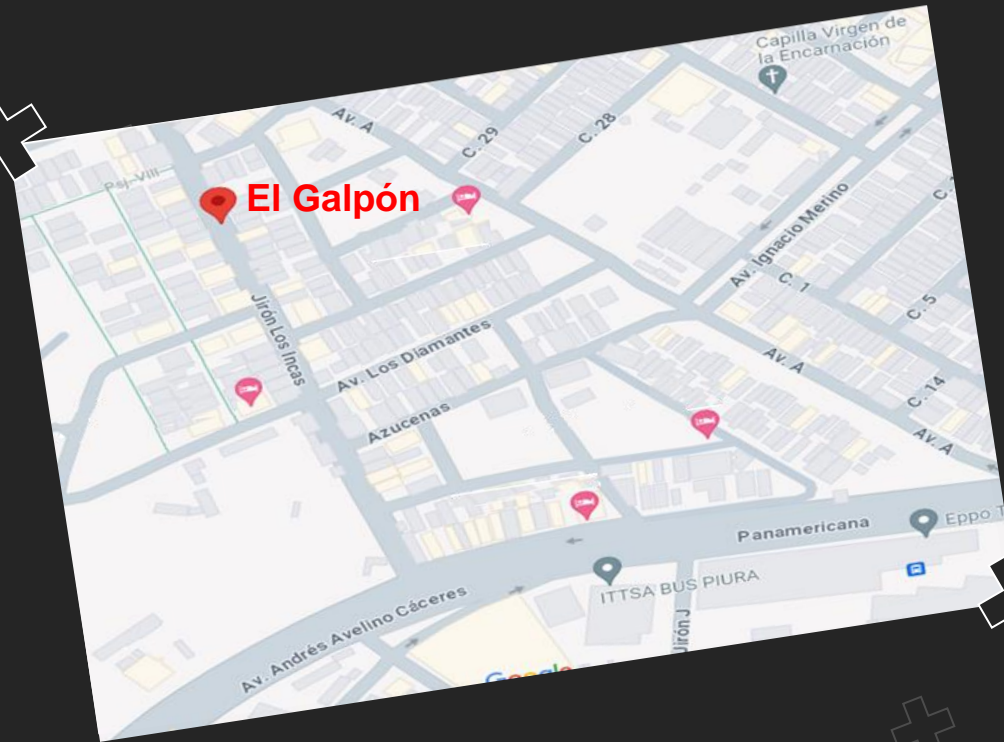 Capilla Virgen de
la Encarnación
Av. A
C. 29
C. 28
Psj-VIII
El Galpón
Av. Ignacio Merino
C. 1
C. 5
Jirón Los Incas
Av. Los Diamantes
Av. A
C. 14
Azucenas
Av. A
Panamericana
Eppo T
ITTSA BUS PIURA
Av. Andrés Avelino Cáceres
Jirón J
Google